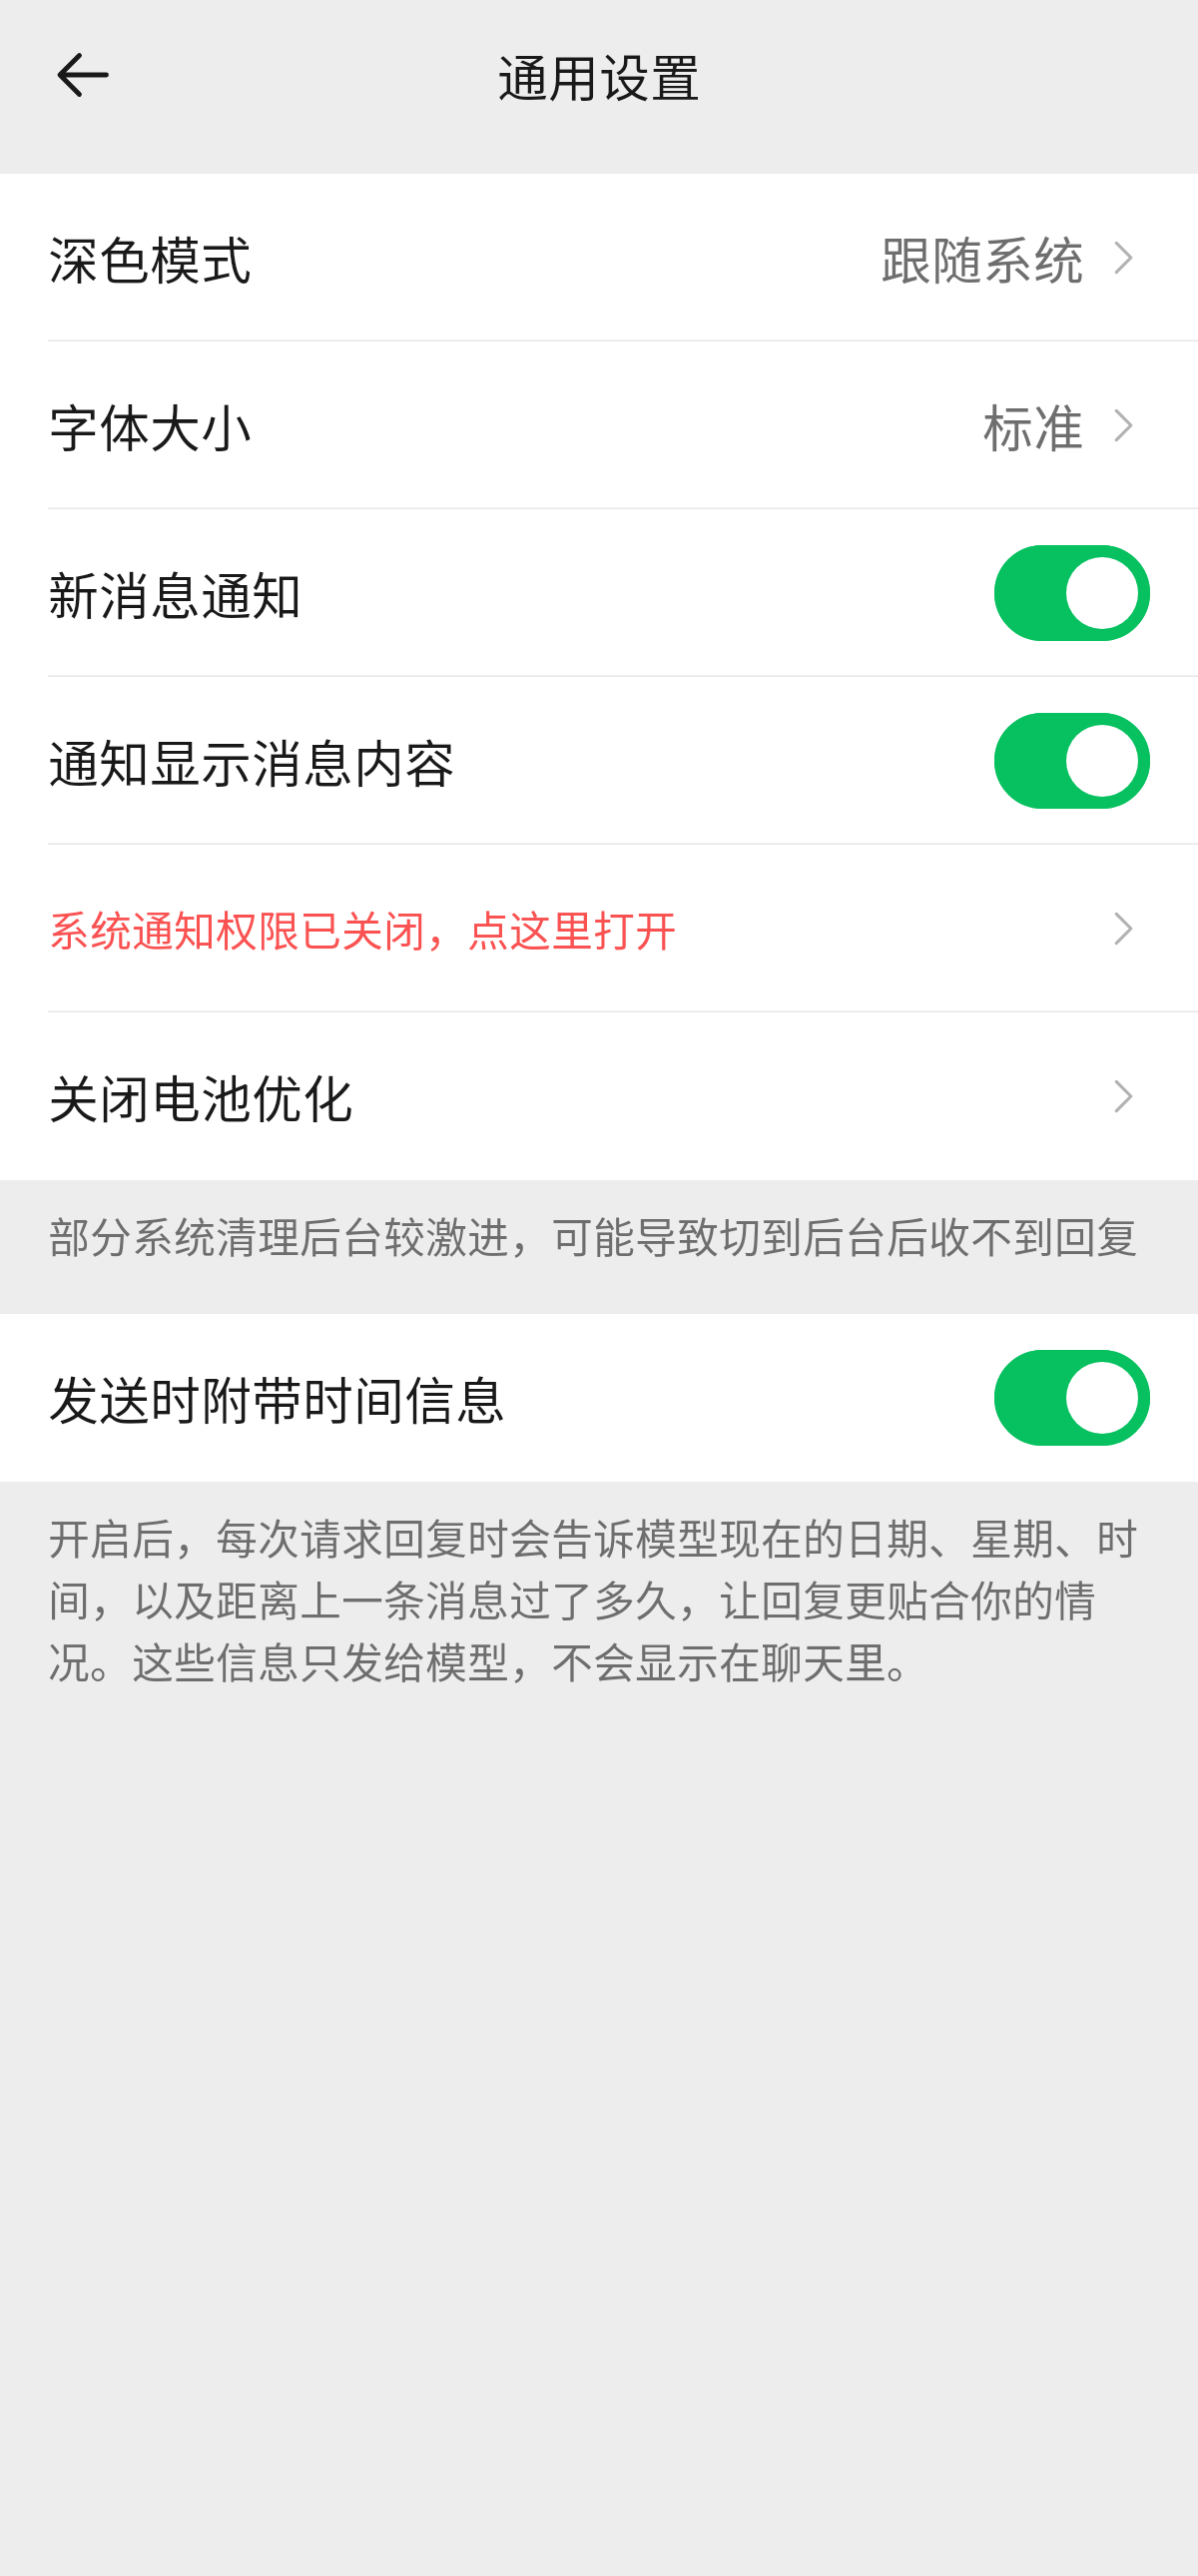 通用设置
深色模式
跟随系统
字体大小
标准
新消息通知
通知显示消息内容
系统通知权限已关闭，点这里打开
关闭电池优化
部分系统清理后台较激进，可能导致切到后台后收不到回复
发送时附带时间信息
开启后，每次请求回复时会告诉模型现在的日期、星期、时
间，以及距离上一条消息过了多久，让回复更贴合你的情
况。这些信息只发给模型，不会显示在聊天里。